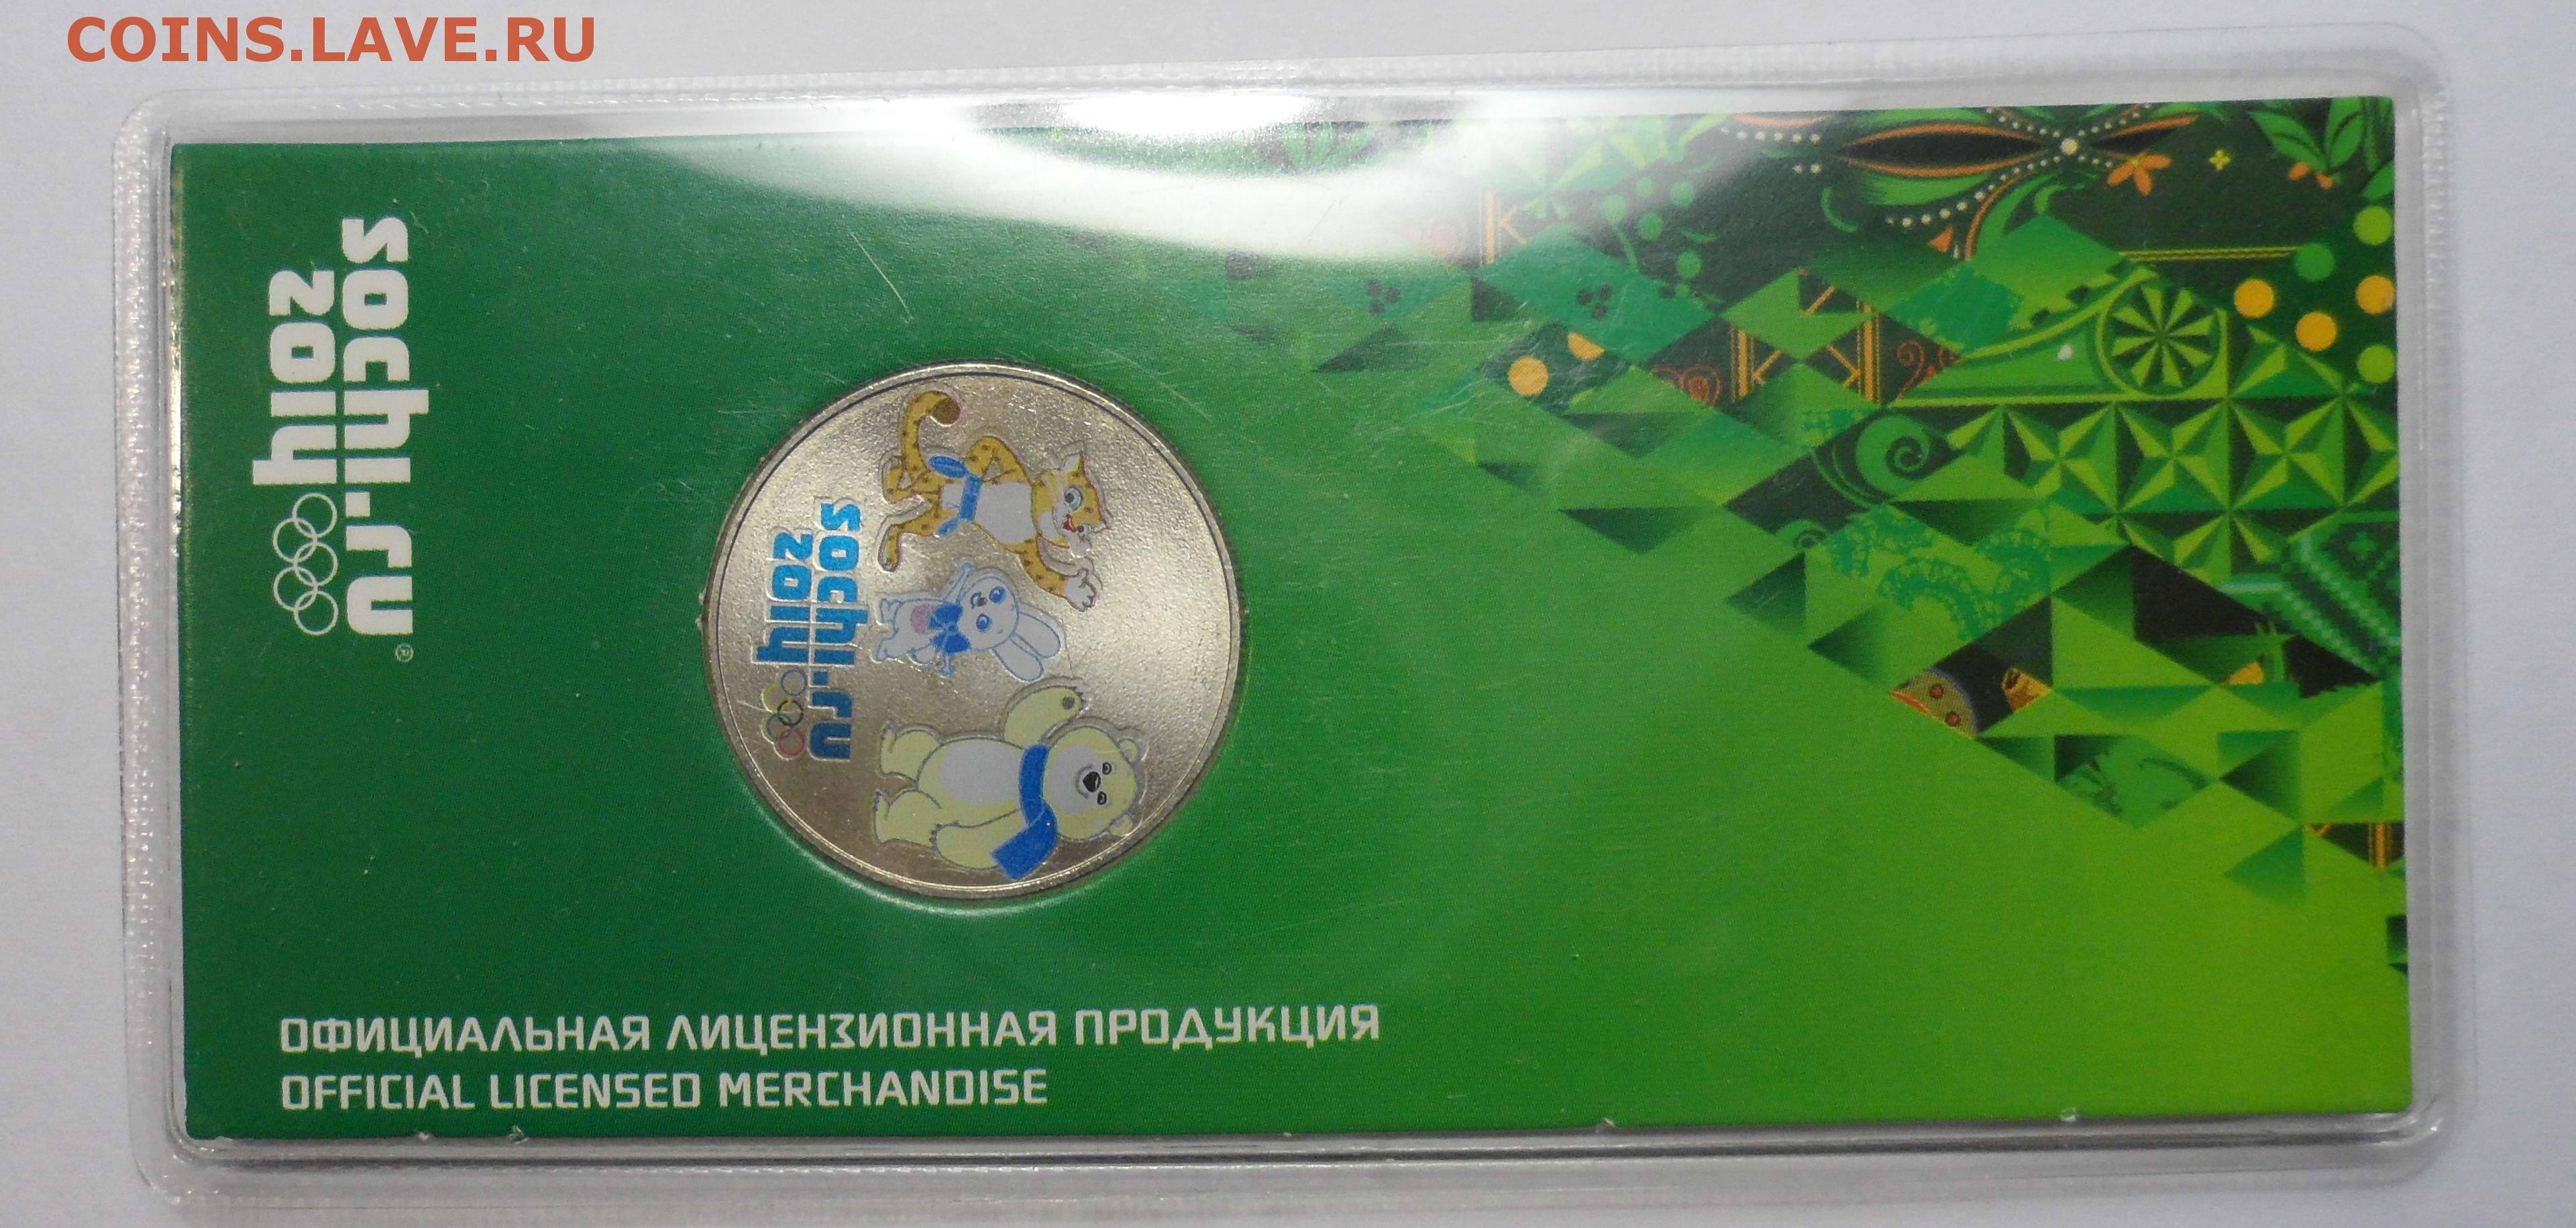 COINS.LAVE.RU
sochi.ru
2014
®
sochi.ru
2014
ОФИЦИАЛЬНАЯ ЛИЦЕНЗИОННАЯ ПРОДУКЦИЯ
OFFICIAL LICENSED MERCHANDISE